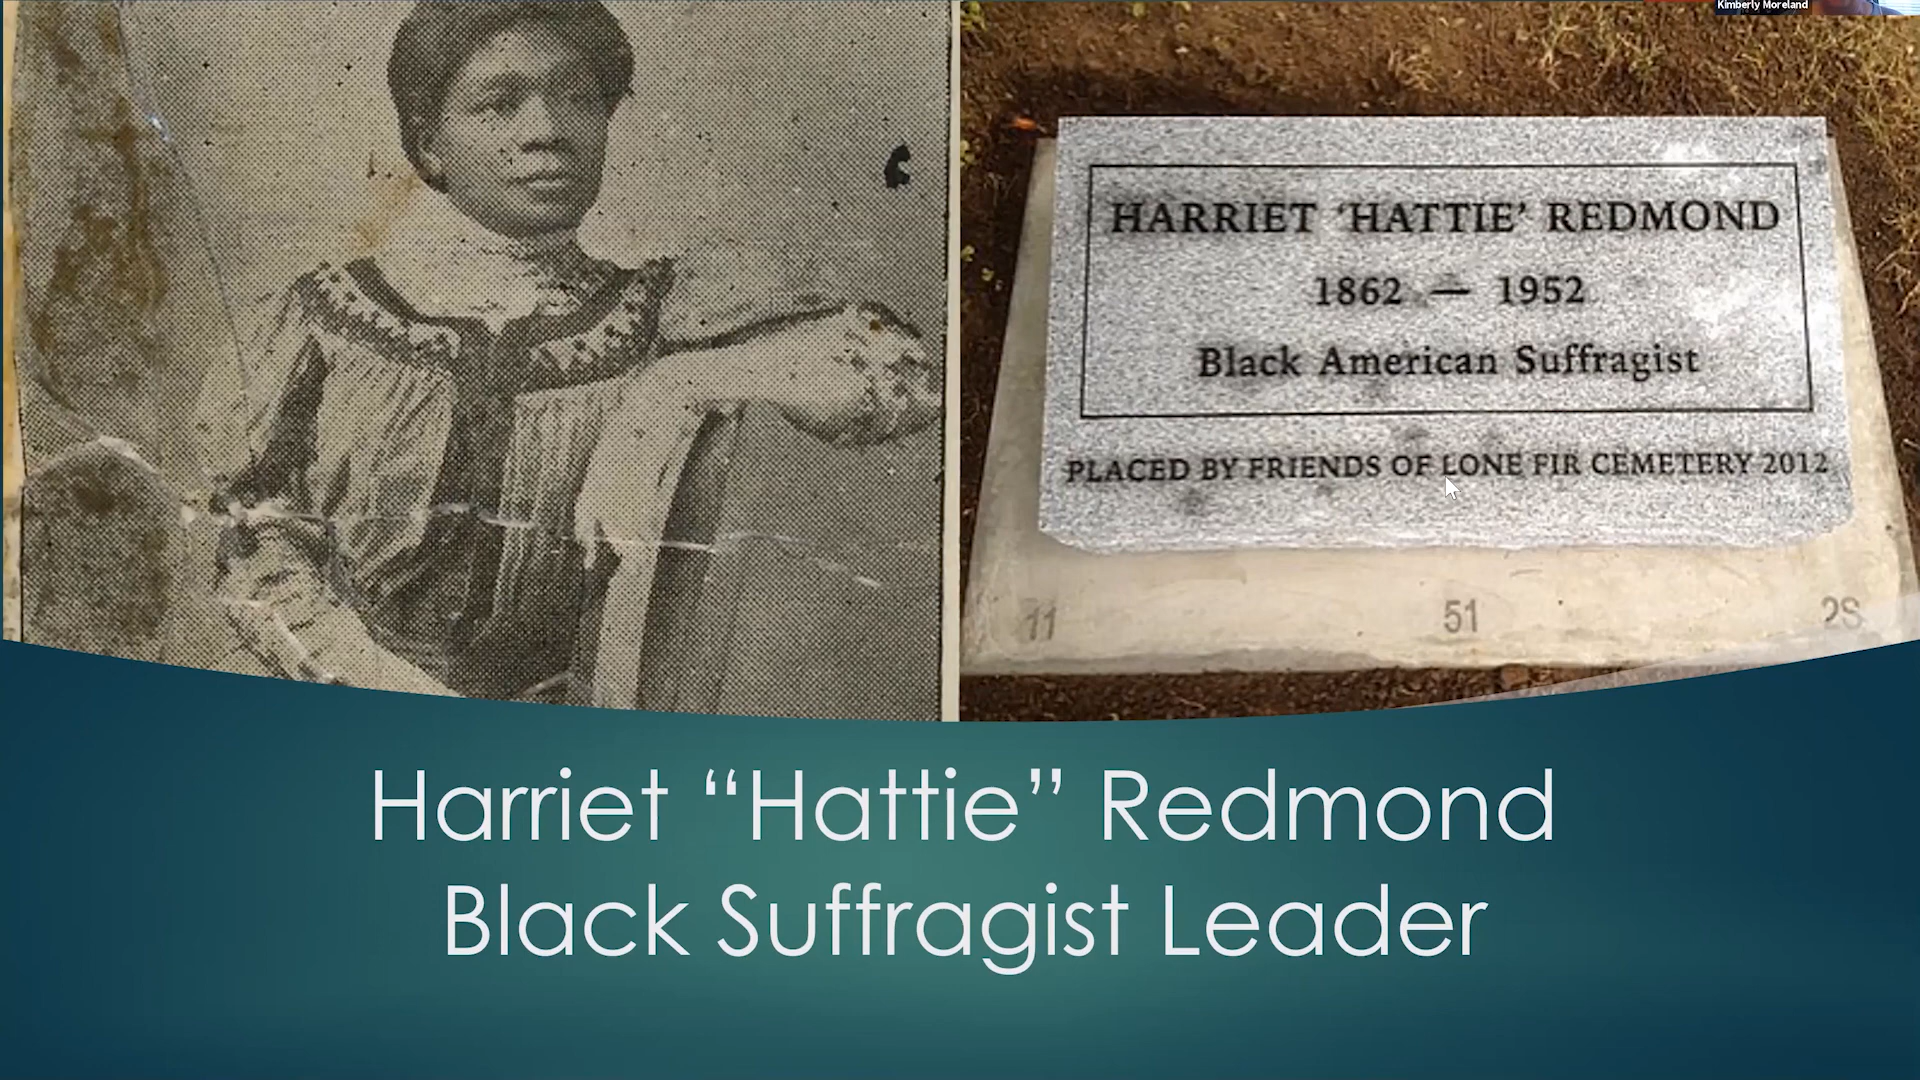 Kimberly Moreland
HARRIET ‘HATTIE’ REDMOND
1862 — 1952
Black American Suffragist
PLACED BY FRIENDS OF LONE FIR CEMETERY 2012
11 51 2S
Harriet “Hattie” Redmond
Black Suffragist Leader